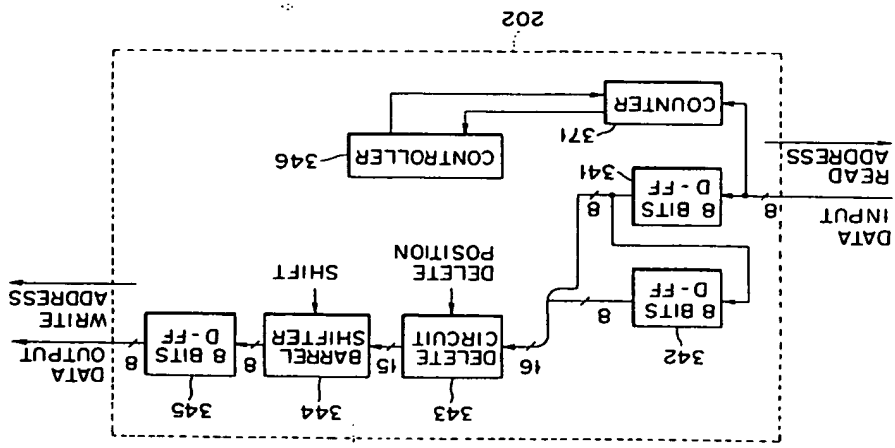 342
343
344
345
8 BITS
D-FF
8
16
DELETE
CIRCUIT
15
BARREL
SHIFTER
8
8 BITS
D-FF
8
DATA
OUTPUT
WRITE
ADDRESS
DELETE
POSITION
SHIFT
DATA
INPUT
8
8 BITS
D-FF
8
341
READ
ADDRESS
371
COUNTER
CONTROLLER
346
202